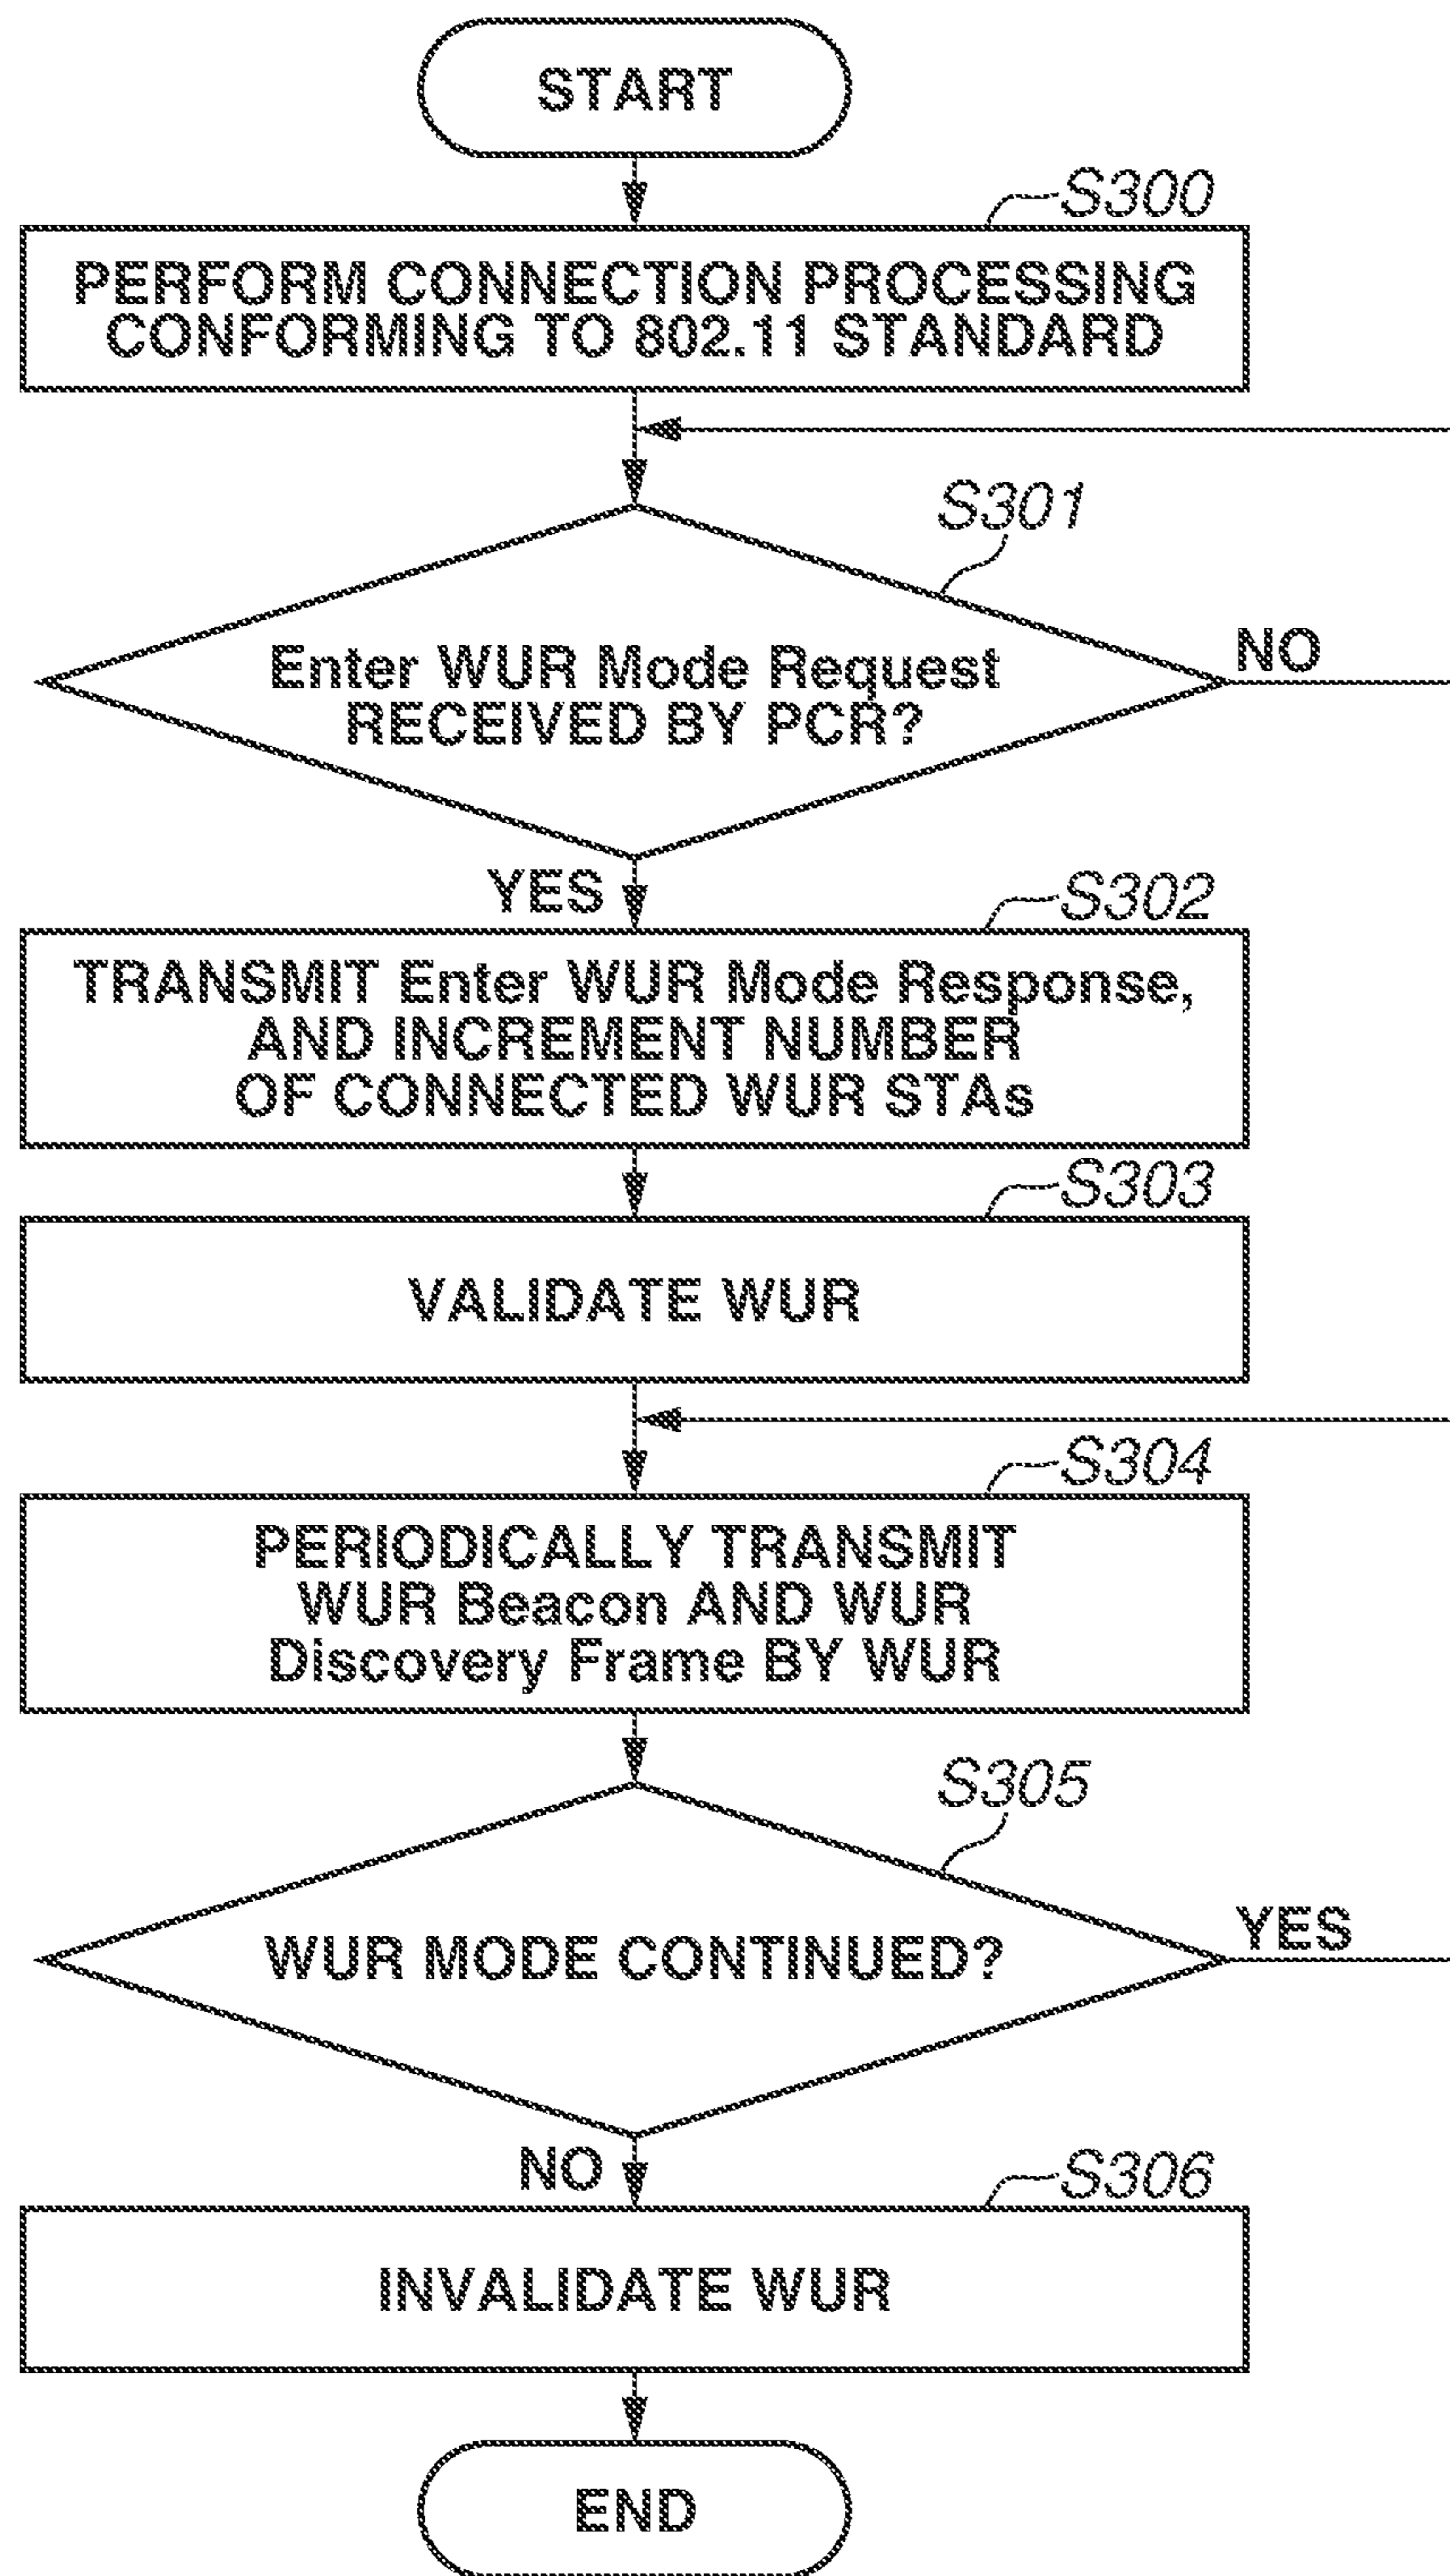 START
S300
PERFORM CONNECTION PROCESSING
CONFORMING TO 802.11 STANDARD
S301
Enter WUR Mode Request
RECEIVED BY PCR?
NO
YES
S302
TRANSMIT Enter WUR Mode Response,
AND INCREMENT NUMBER
OF CONNECTED WUR STAs
S303
VALIDATE WUR
S304
PERIODICALLY TRANSMIT
WUR Beacon AND WUR
Discovery Frame BY WUR
S305
WUR MODE CONTINUED?
YES
NO
S306
INVALIDATE WUR
END